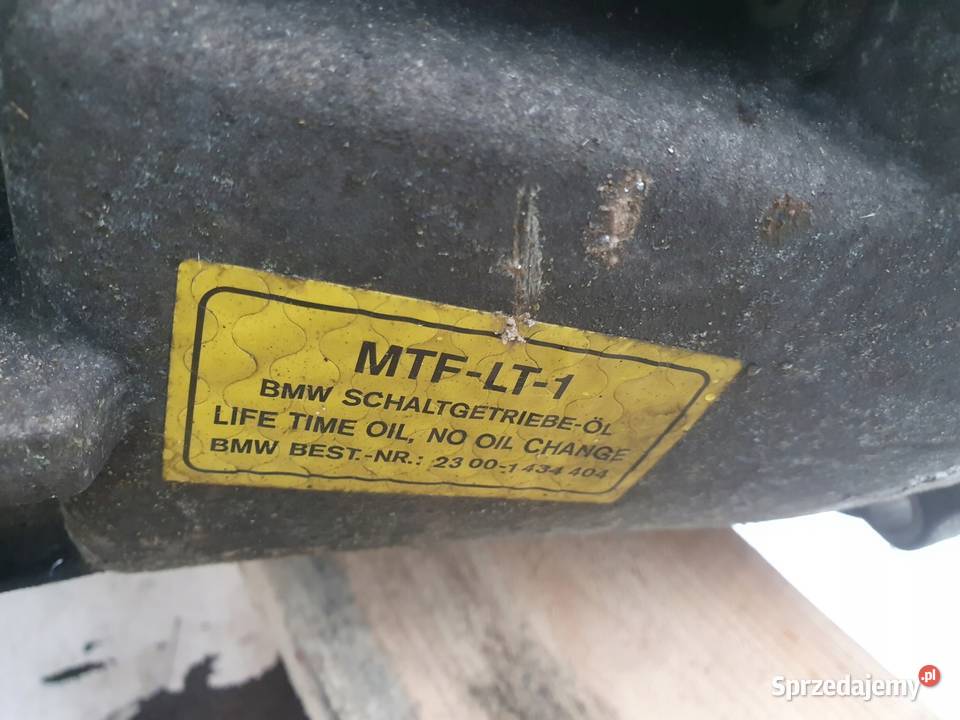 MTF-LT-1
BMW SCHALTGETRIEBE-ÖL
LIFE TIME OIL, NO OIL CHANGE
BMW BEST.-NR.: 23 00-1 434 404
Sprzedajemy.pl